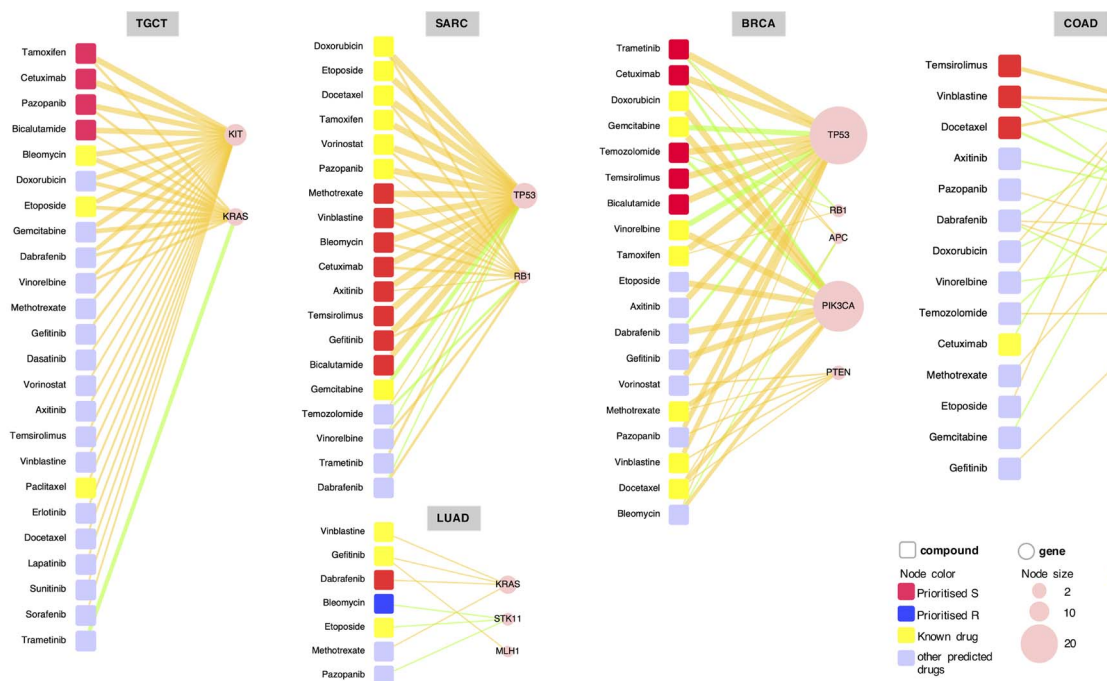 TGCT
Tamoxifen
Cetuximab
Pazopanib
Bicalutamide
Bleomycin
Doxorubicin
Etoposide
Gemcitabine
Dabrafenib
Vinorelbine
Methotrexate
Gefitinib
Dasatinib
Vorinostat
Axitinib
Temsirolimus
Vinblastine
Paclitaxel
Erlotinib
Docetaxel
Lapatinib
Sunitinib
Sorafenib
Trametinib
KIT
KRAS
SARC
Doxorubicin
Etoposide
Docetaxel
Tamoxifen
Vorinostat
Pazopanib
Methotrexate
Vinblastine
Bleomycin
Cetuximab
Axitinib
Temsirolimus
Gefitinib
Bicalutamide
Gemcitabine
Temozolomide
Vinorelbine
Trametinib
Dabrafenib
TP53
RB1
LUAD
Vinblastine
Gefitinib
Dabrafenib
Bleomycin
Etoposide
Methotrexate
Pazopanib
KRAS
STK11
MLH1
BRCA
Trametinib
Cetuximab
Doxorubicin
Gemcitabine
Temozolomide
Temsirolimus
Bicalutamide
Vinorelbine
Tamoxifen
Etoposide
Axitinib
Dabrafenib
Gefitinib
Vorinostat
Methotrexate
Pazopanib
Vinblastine
Docetaxel
Bleomycin
TP53
RB1
APC
PIK3CA
PTEN
COAD
Temsirolimus
Vinblastine
Docetaxel
Axitinib
Pazopanib
Dabrafenib
Doxorubicin
Vinorelbine
Temozolomide
Cetuximab
Methotrexate
Etoposide
Gemcitabine
Gefitinib
compound
Node color
Prioritised S
Prioritised R
Known drug
other predicted
drugs
gene
Node size
2
10
20